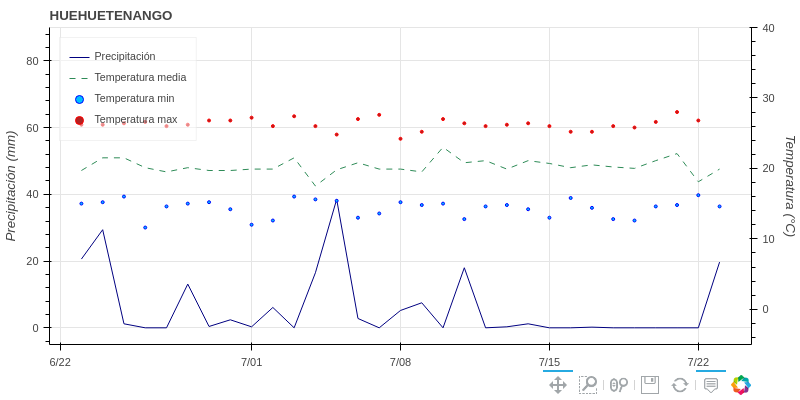 HUEHUETENANGO
Precipitación
Temperatura media
Temperatura min
Temperatura max
Precipitación (mm)
80
60
40
20
0
Temperatura (°C)
40
30
20
10
0
6/22
7/01
7/08
7/15
7/22